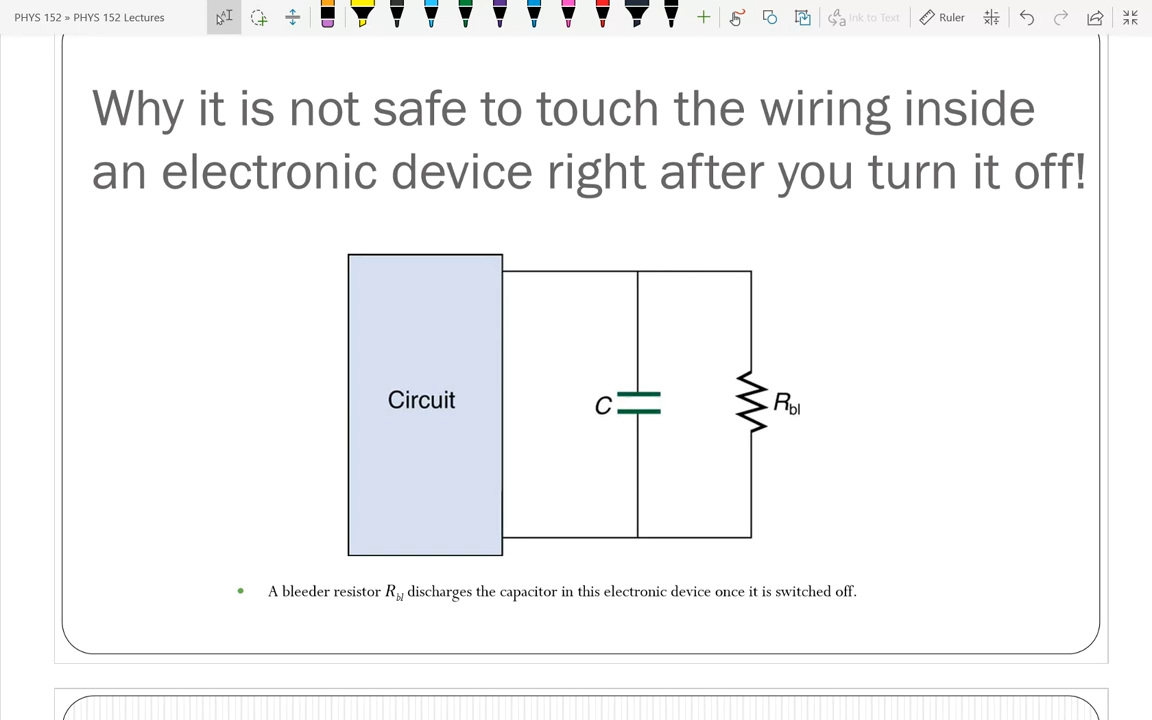 PHYS 152 » PHYS 152 Lectures
Ink to Text
Ruler
Why it is not safe to touch the wiring inside
an electronic device right after you turn it off!
Circuit
C
Rbl
• A bleeder resistor Rbl discharges the capacitor in this electronic device once it is switched off.